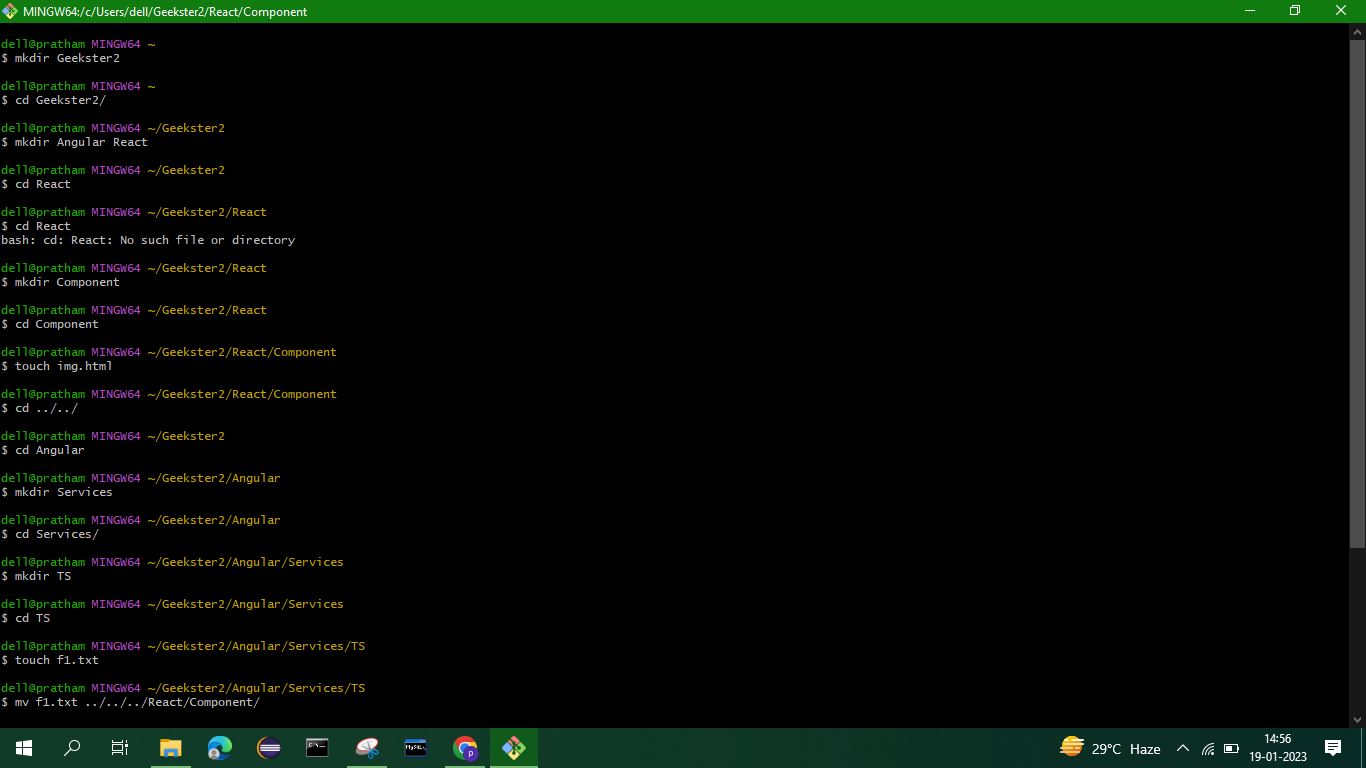 MINGW64:/c/Users/dell/Geekster2/React/Component
dell@pratham MINGW64 ~
$ mkdir Geekster2
dell@pratham MINGW64 ~
$ cd Geekster2/
dell@pratham MINGW64 ~/Geekster2
$ mkdir Angular React
dell@pratham MINGW64 ~/Geekster2
$ cd React
dell@pratham MINGW64 ~/Geekster2/React
$ cd React
bash: cd: React: No such file or directory
dell@pratham MINGW64 ~/Geekster2/React
$ mkdir Component
dell@pratham MINGW64 ~/Geekster2/React
$ cd Component
dell@pratham MINGW64 ~/Geekster2/React/Component
$ touch img.html
dell@pratham MINGW64 ~/Geekster2/React/Component
$ cd ../../
dell@pratham MINGW64 ~/Geekster2
$ cd Angular
dell@pratham MINGW64 ~/Geekster2/Angular
$ mkdir Services
dell@pratham MINGW64 ~/Geekster2/Angular
$ cd Services/
dell@pratham MINGW64 ~/Geekster2/Angular/Services
$ mkdir TS
dell@pratham MINGW64 ~/Geekster2/Angular/Services
$ cd TS
dell@pratham MINGW64 ~/Geekster2/Angular/Services/TS
$ touch f1.txt
dell@pratham MINGW64 ~/Geekster2/Angular/Services/TS
$ mv f1.txt ../../../React/Component/
29°C Haze
14:56
19-01-2023